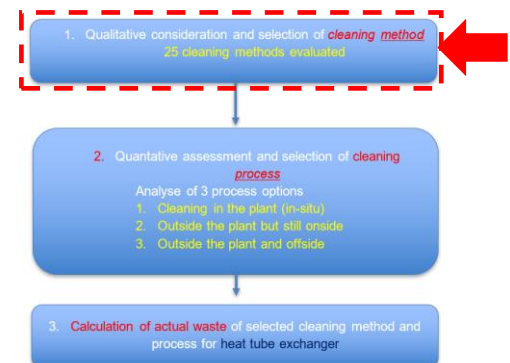 1. Qualitative consideration and selection of cleaning method
25 cleaning methods evaluated
2. Quantative assessment and selection of cleaning
process
Analyse of 3 process options
1. Cleaning in the plant (in-situ)
2. Outside the plant but still onside
3. Outside the plant and offside
3. Calculation of actual waste of selected cleaning method and
process for heat tube exchanger